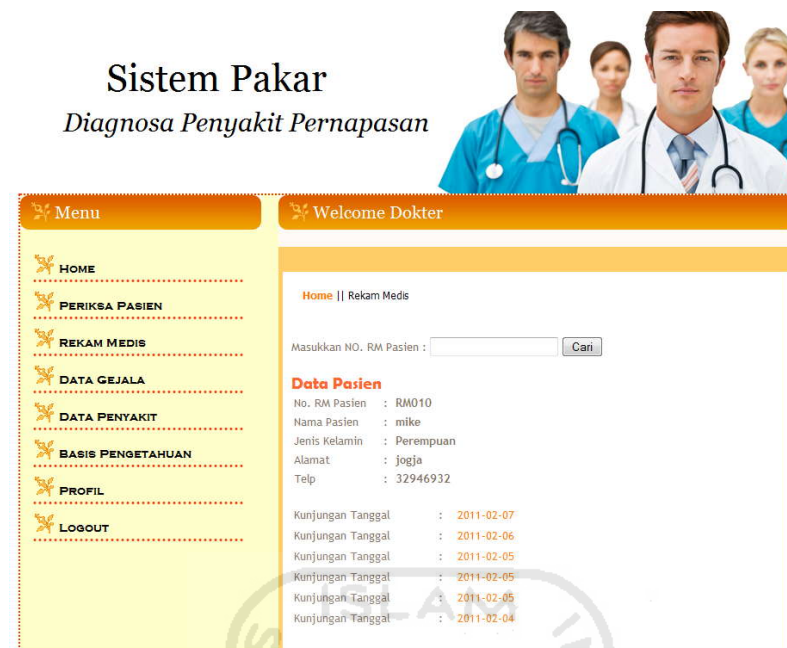 Sistem Pakar
Diagnosa Penyakit Pernapasan
Menu
HOME
PERIKSA PASIEN
REKAM MEDIS
DATA GEJALA
DATA PENYAKIT
BASIS PENGETAHUAN
PROFIL
LOGOUT
Welcome Dokter
Home || Rekam Medis
Masukkan NO. RM Pasien : Cari
Data Pasien
No. RM Pasien : RM010
Nama Pasien : mike
Jenis Kelamin : Perempuan
Alamat : jogja
Telp : 32946932
Kunjungan Tanggal : 2011-02-07
Kunjungan Tanggal : 2011-02-06
Kunjungan Tanggal : 2011-02-05
Kunjungan Tanggal : 2011-02-05
Kunjungan Tanggal : 2011-02-05
Kunjungan Tanggal : 2011-02-04
ISLAM